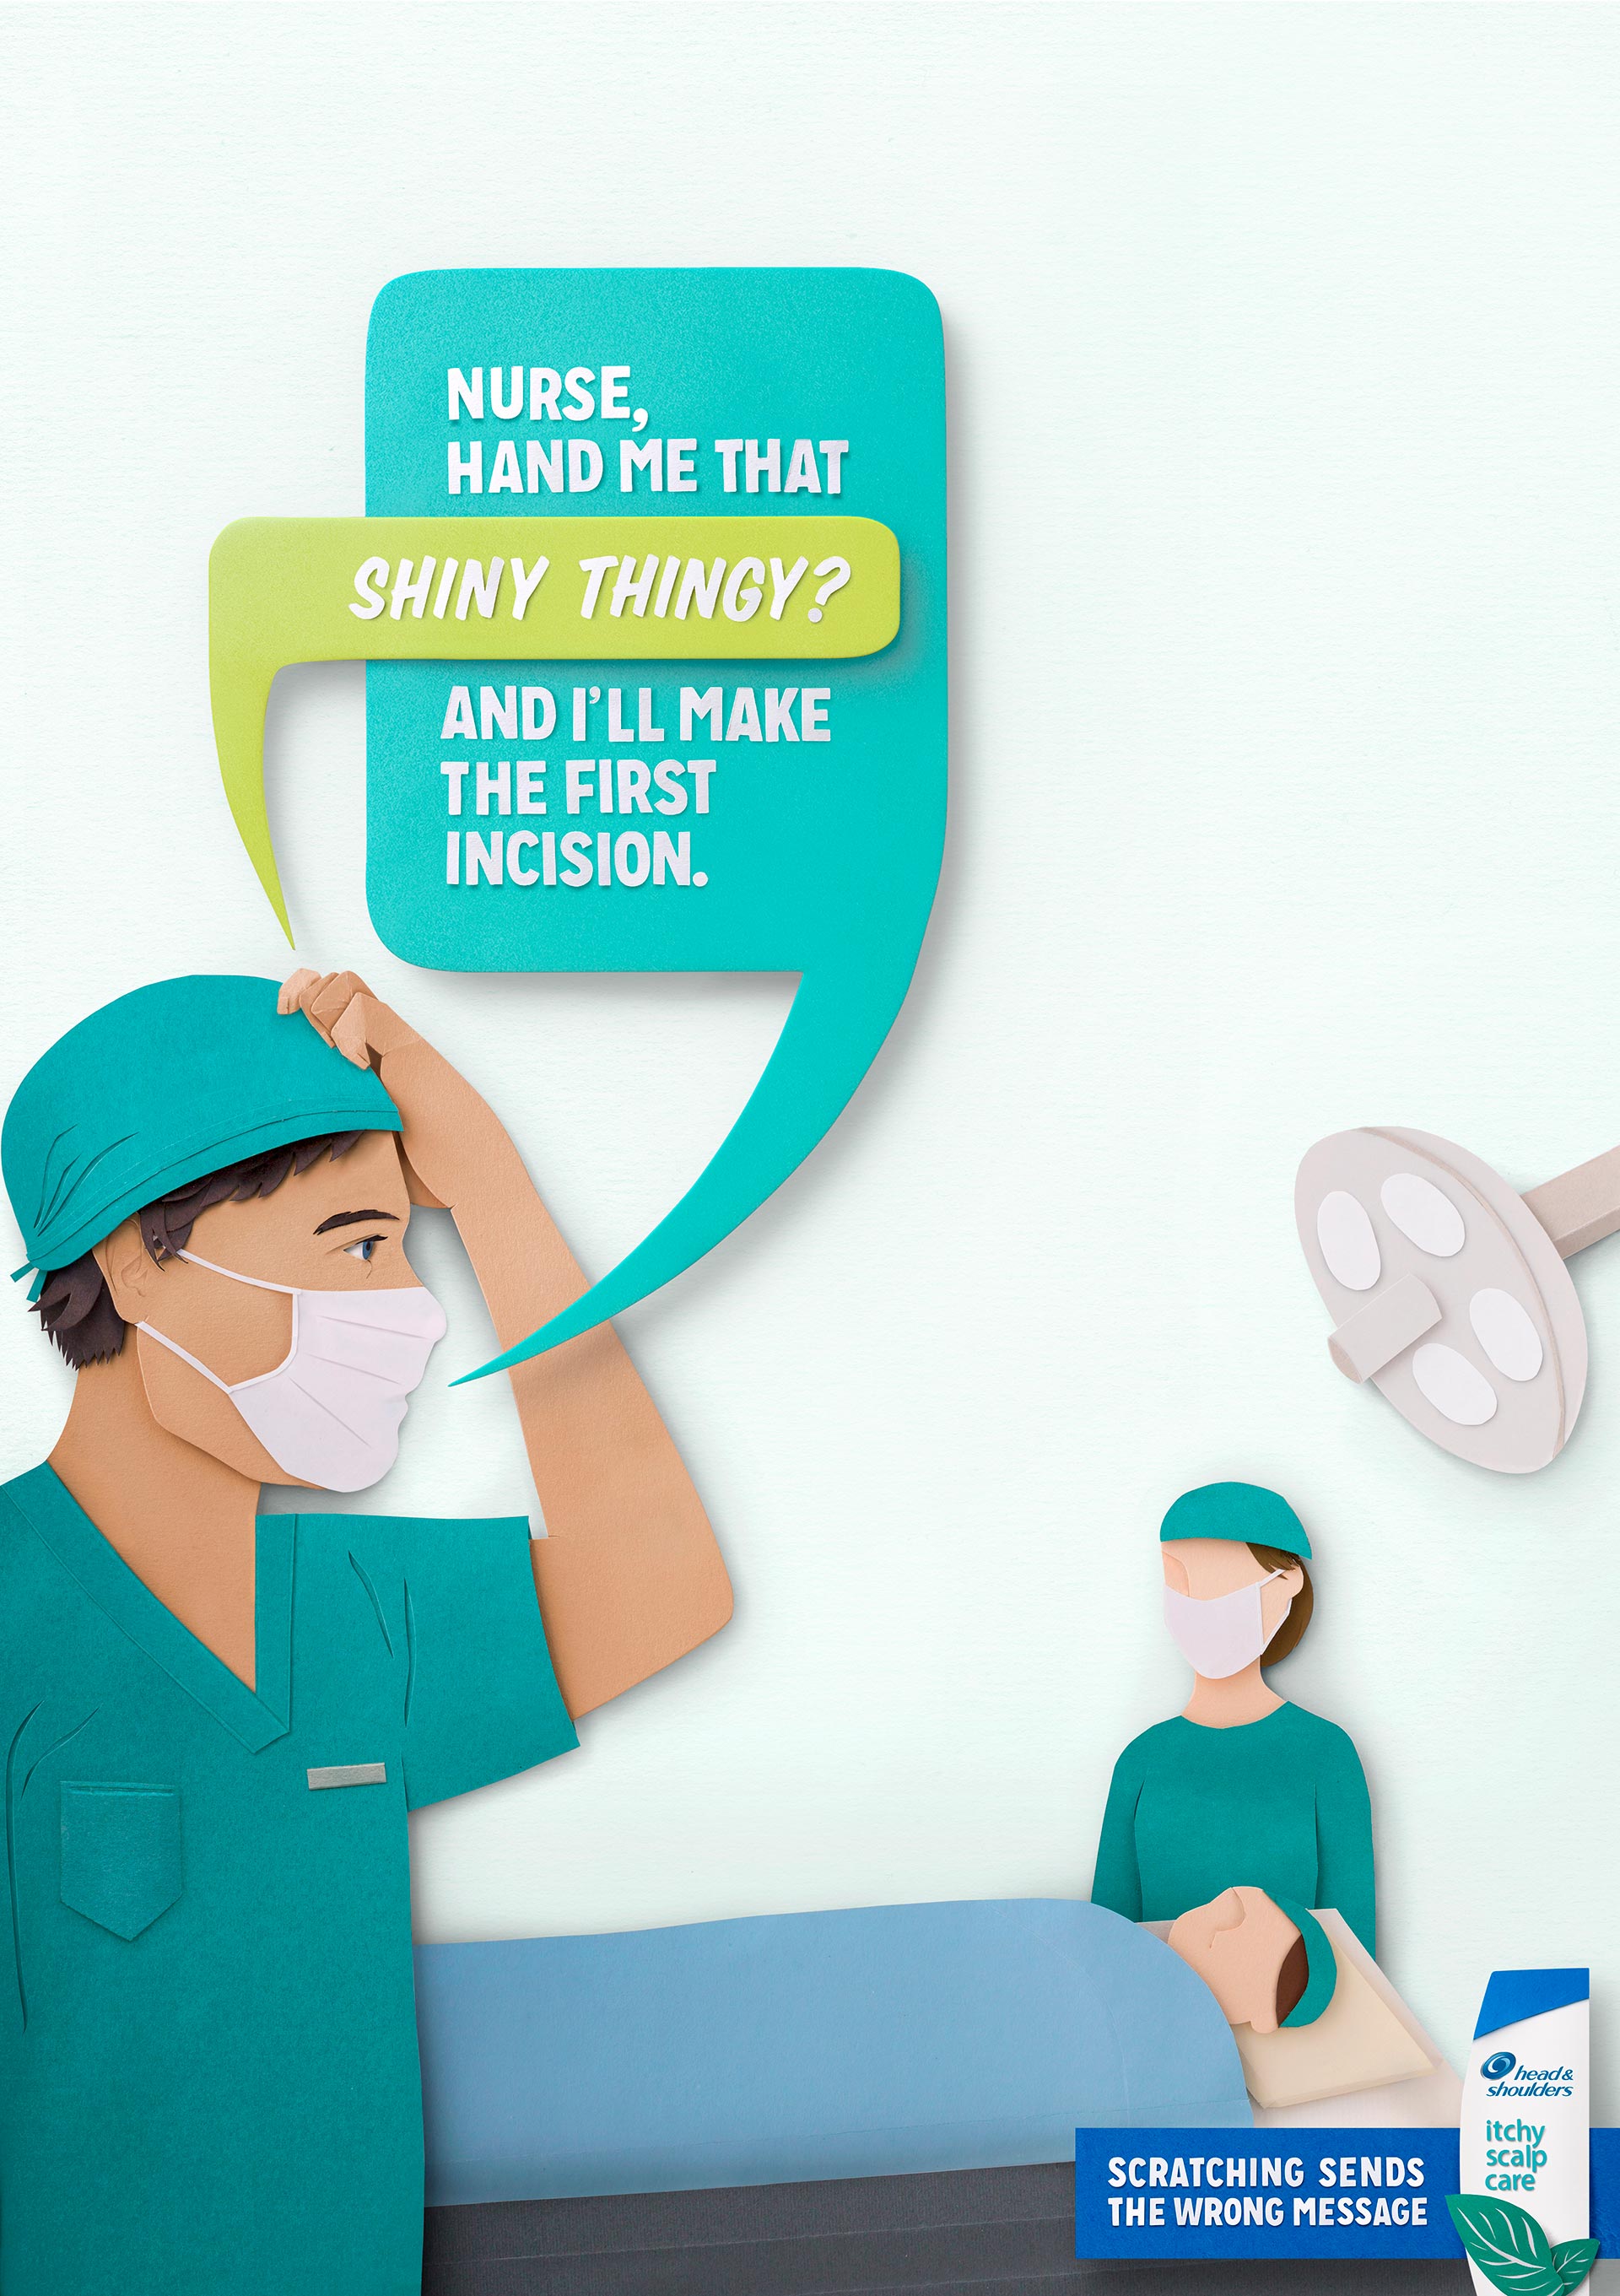 NURSE,
HAND ME THAT
SHINY THINGY?
AND I'LL MAKE
THE FIRST
INCISION.
SCRATCHING SENDS
THE WRONG MESSAGE
head &
shoulders
itchy
scalp
care